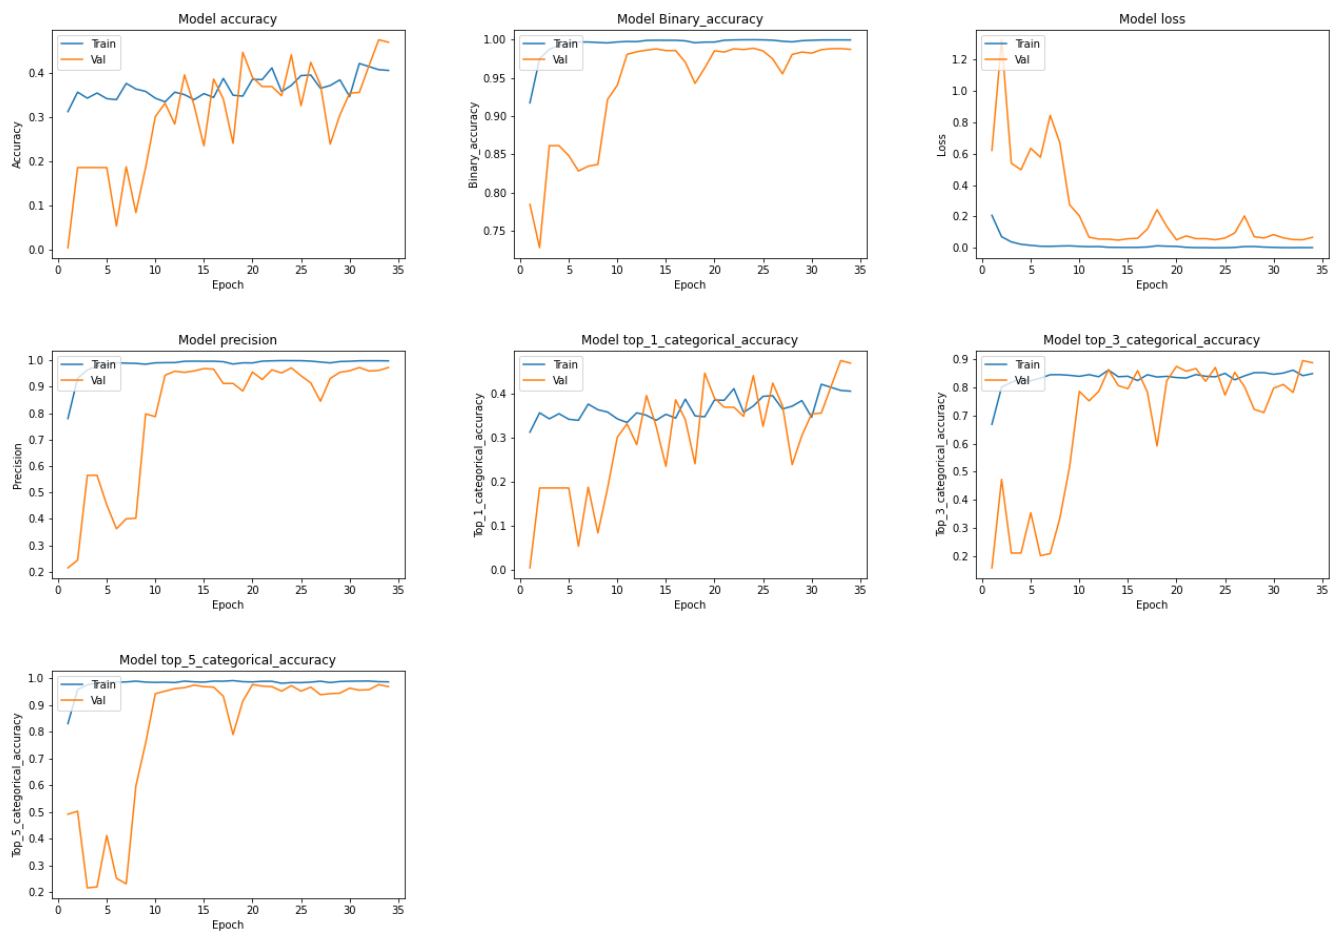 Model accuracy
Train
Val
0.4
0.3
0.2
0.1
0.0
Accuracy
0 5 10 15 20 25 30 35
Epoch
Model Binary_accuracy
Train
Val
1.00
0.95
0.90
0.85
0.80
0.75
Binary_accuracy
0 5 10 15 20 25 30 35
Epoch
Model loss
Train
Val
1.2
1.0
0.8
0.6
0.4
0.2
0.0
Loss
0 5 10 15 20 25 30 35
Epoch
Model precision
Train
Val
1.0
0.9
0.8
0.7
0.6
0.5
0.4
0.3
0.2
Precision
0 5 10 15 20 25 30 35
Epoch
Model top_1_categorical_accuracy
Train
Val
0.4
0.3
0.2
0.1
0.0
Top_1_categorical_accuracy
0 5 10 15 20 25 30 35
Epoch
Model top_3_categorical_accuracy
Train
Val
0.9
0.8
0.7
0.6
0.5
0.4
0.3
0.2
Top_3_categorical_accuracy
0 5 10 15 20 25 30 35
Epoch
Model top_5_categorical_accuracy
Train
Val
1.0
0.9
0.8
0.7
0.6
0.5
0.4
0.3
0.2
Top_5_categorical_accuracy
0 5 10 15 20 25 30 35
Epoch